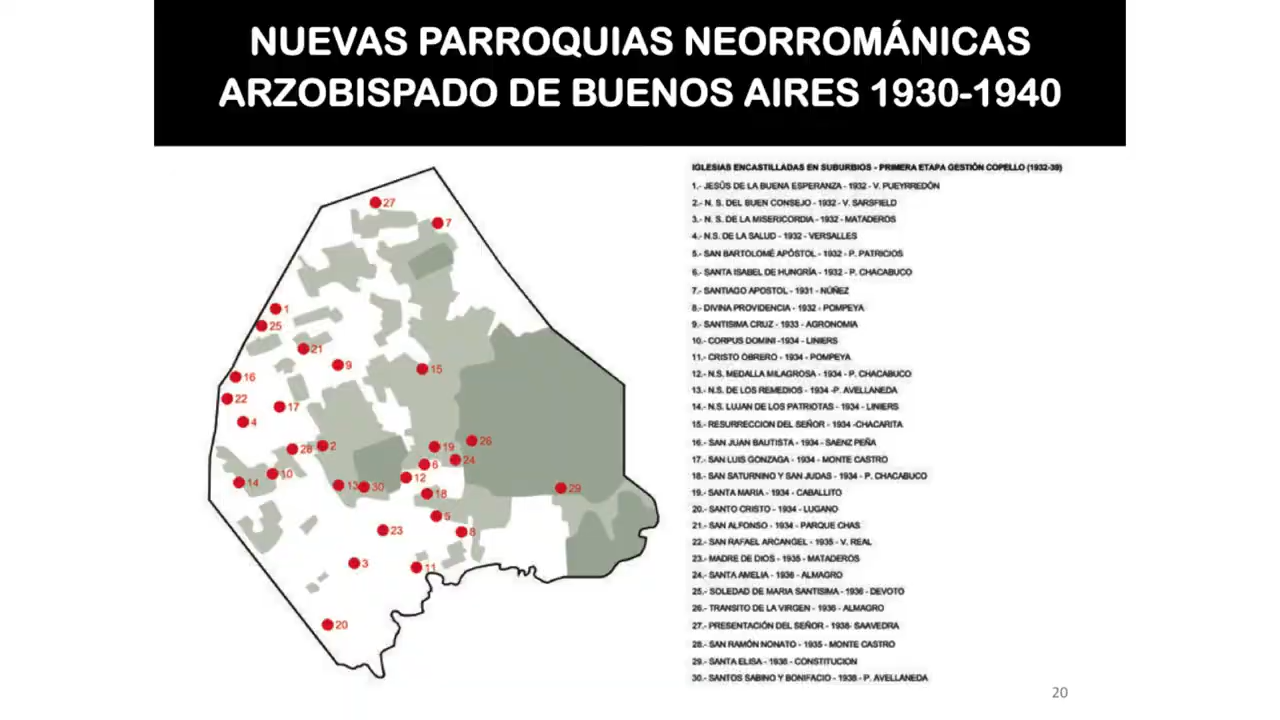 NUEVAS PARROQUIAS NEORROMÁNICAS
ARZOBISPADO DE BUENOS AIRES 1930-1940
IGLESIAS ENCASTILLADAS EN SUBURBIOS - PRIMERA ETAPA GESTIÓN COPELLO (1932-39)
1.- JESÚS DE LA BUENA ESPERANZA - 1932 - V. PUEYRREDÓN
2.- N. S. DEL BUEN CONSEJO - 1932 - V. SARSFIELD
3.- N. S. DE LA MISERICORDIA - 1932 - MATADEROS
4.- N.S. DE LA SALUD - 1932 - VERSALLES
5.- SAN BARTOLOMÉ APÓSTOL - 1932 - P. PATRICIOS
6.- SANTA ISABEL DE HUNGRÍA - 1932 - P. CHACABUCO
7.- SANTIAGO APOSTOL - 1931 - NÚÑEZ
8.- DIVINA PROVIDENCIA - 1932 - POMPEYA
9.- SANTISIMA CRUZ - 1933 - AGRONOMIA
10.- CORPUS DOMINI -1934 - LINIERS
11.- CRISTO OBRERO - 1934 - POMPEYA
12.- N.S. MEDALLA MILAGROSA - 1934 - P. CHACABUCO
13.- N.S. DE LOS REMEDIOS - 1934 -P. AVELLANEDA
14.- N.S. LUJAN DE LOS PATRIOTAS - 1934 - LINIERS
15.- RESURRECCION DEL SEÑOR - 1934 -CHACARITA
16.- SAN JUAN BAUTISTA - 1934 - SAENZ PEÑA
17.- SAN LUIS GONZAGA - 1934 - MONTE CASTRO
18.- SAN SATURNINO Y SAN JUDAS - 1934 - P. CHACABUCO
19.- SANTA MARIA - 1934 - CABALLITO
20.- SANTO CRISTO - 1934 - LUGANO
21.- SAN ALFONSO - 1934 - PARQUE CHAS
22.- SAN RAFAEL ARCANGEL - 1935 - V. REAL
23.- MADRE DE DIOS - 1935 - MATADEROS
24.- SANTA AMELIA - 1936 - ALMAGRO
25.- SOLEDAD DE MARIA SANTISIMA - 1936 - DEVOTO
26.- TRANSITO DE LA VIRGEN - 1936 - ALMAGRO
27.- PRESENTACIÓN DEL SEÑOR - 1936- SAAVEDRA
28.- SAN RAMÓN NONATO - 1935 - MONTE CASTRO
29.- SANTA ELISA - 1936 - CONSTITUCION
30.- SANTOS SABINO Y BONIFACIO - 1938 - P. AVELLANEDA
27
7
1
25
21
9
15
16
22
17
4
28
2
19
26
24
6
10
12
14
13
30
18
29
5
23
8
3
11
20
20